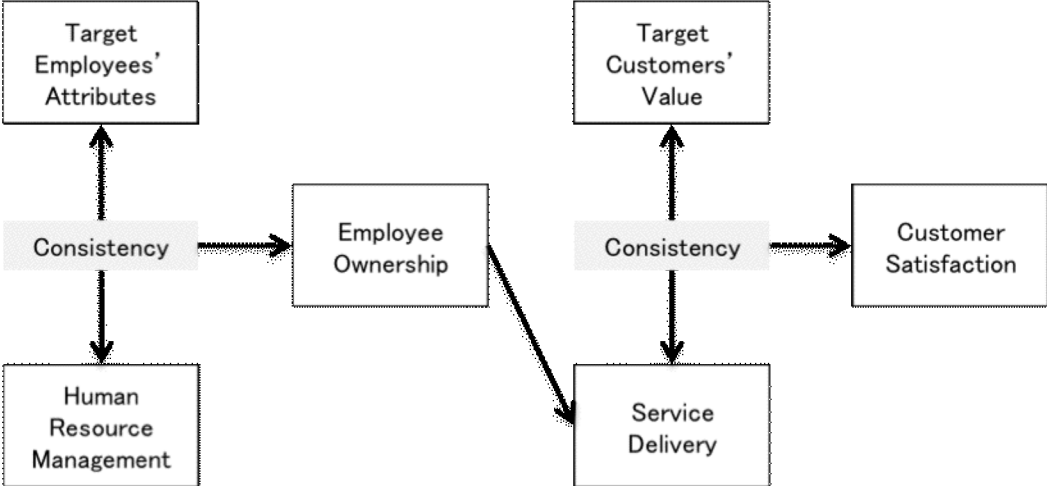 Target
Employees’
Attributes
Target
Customers’
Value
Consistency
Employee
Ownership
Consistency
Customer
Satisfaction
Human
Resource
Management
Service
Delivery